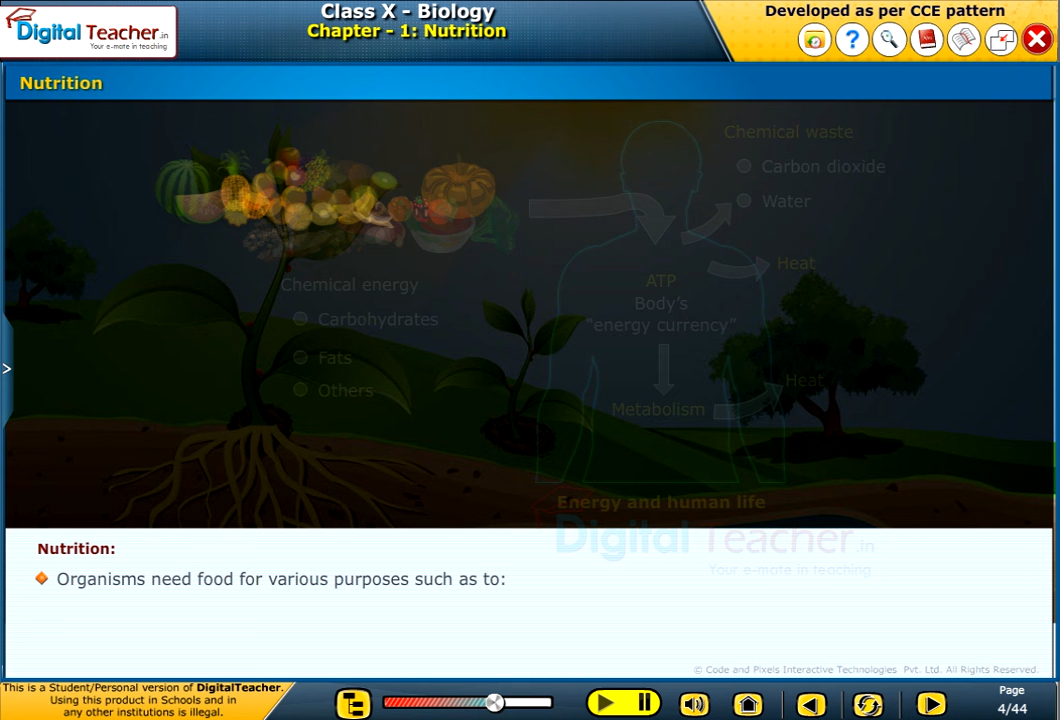 Digital Teacher.in
Your e-mate in teaching
Class X - Biology
Chapter - 1: Nutrition
Developed as per CCE pattern
?
Nutrition
Chemical waste
Carbon dioxide
Water
Heat
Chemical energy
Carbohydrates
Fats
Others
ATP
Body's
"energy currency"
Heat
Metabolism
>
Energy and human life
Digital Teacher.in
Your e-mate in teaching
Nutrition:
Organisms need food for various purposes such as to:
© Code and Pixels Interactive Technologies. Pvt. Ltd. All Rights Reserved.
This is a Student/Personal version of DigitalTeacher.
Using this product in Schools and in
any other institutions is illegal.
Page
4/44